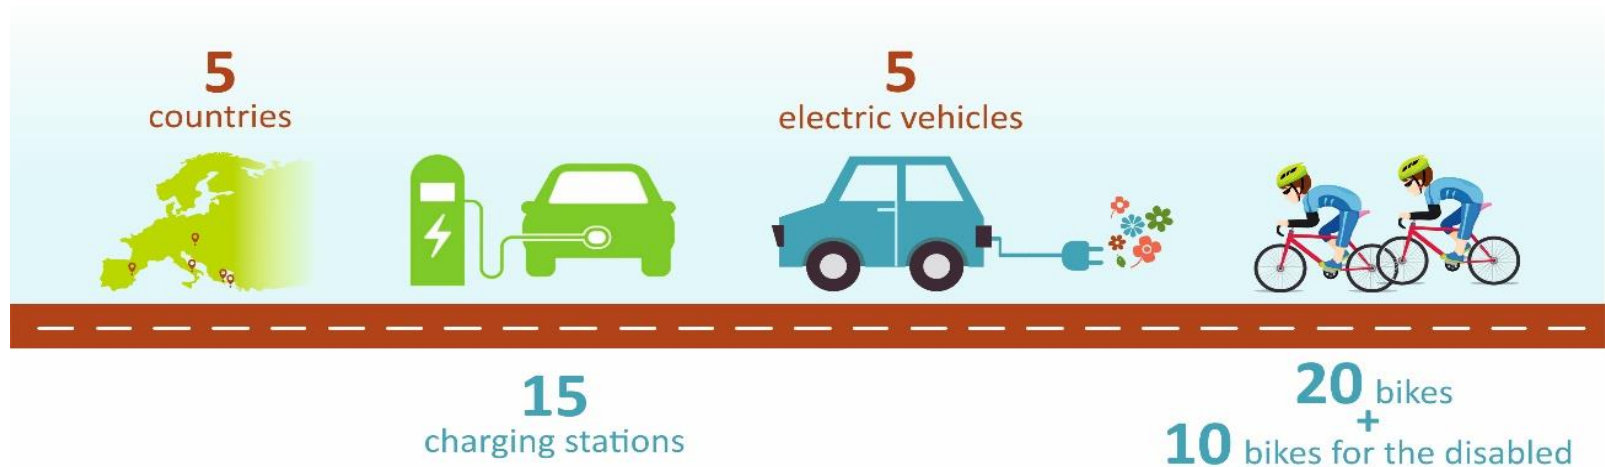 5
countries
5
electric vehicles
15
charging stations
20 bikes
+
10 bikes for the disabled